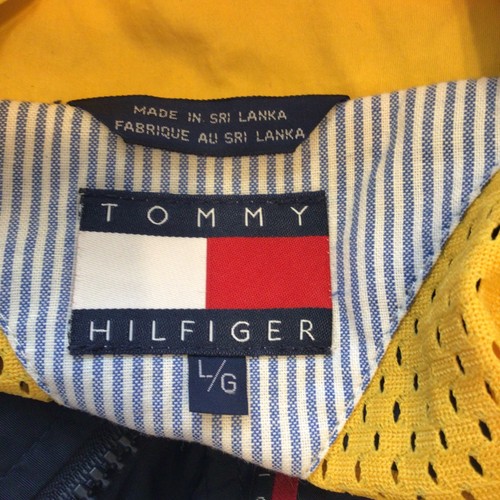 MADE IN SRI LANKA
FABRIQUE AU SRI LANKA
TOMMY
HILFIGER
L/G